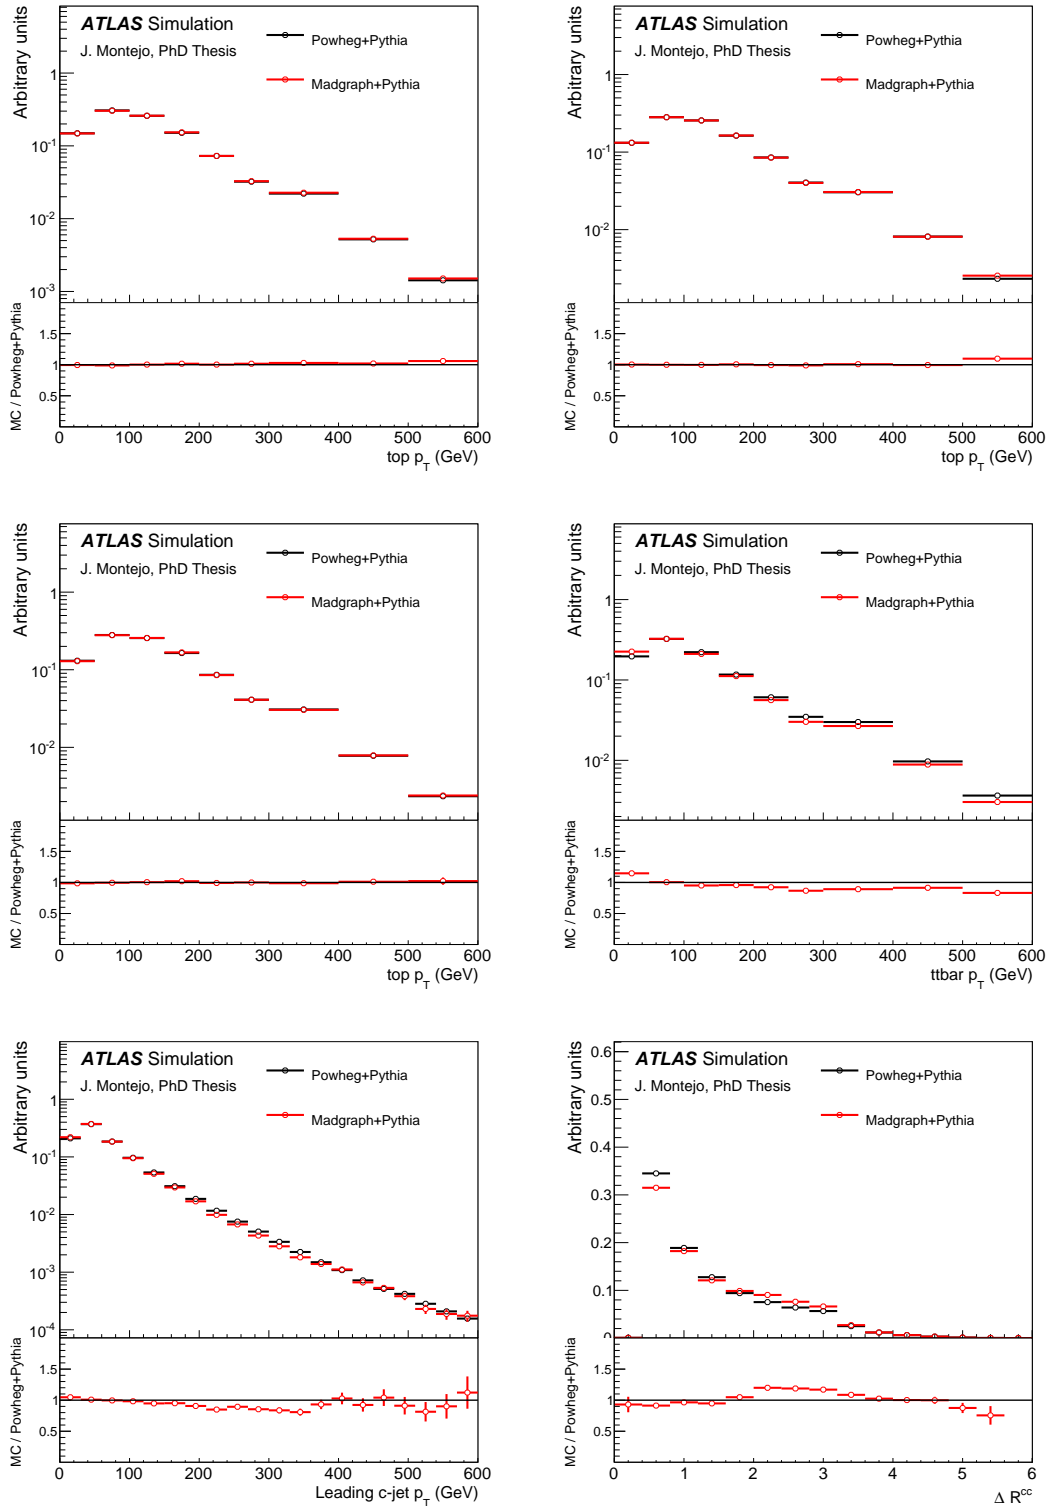 ATLAS Simulation
J. Montejo, PhD Thesis
Powheg+Pythia
Madgraph+Pythia
Arbitrary units
1
10⁻¹
10⁻²
10⁻³
MC / Powheg+Pythia
1.5
1
0.5
0 100 200 300 400 500 600
top p_T (GeV)
ATLAS Simulation
J. Montejo, PhD Thesis
Powheg+Pythia
Madgraph+Pythia
Arbitrary units
1
10⁻¹
10⁻²
MC / Powheg+Pythia
1.5
1
0.5
0 100 200 300 400 500 600
top p_T (GeV)
ATLAS Simulation
J. Montejo, PhD Thesis
Powheg+Pythia
Madgraph+Pythia
Arbitrary units
1
10⁻¹
10⁻²
MC / Powheg+Pythia
1.5
1
0.5
0 100 200 300 400 500 600
top p_T (GeV)
ATLAS Simulation
J. Montejo, PhD Thesis
Powheg+Pythia
Madgraph+Pythia
Arbitrary units
1
10⁻¹
10⁻²
MC / Powheg+Pythia
1.5
1
0.5
0 100 200 300 400 500 600
ttbar p_T (GeV)
ATLAS Simulation
J. Montejo, PhD Thesis
Powheg+Pythia
Madgraph+Pythia
Arbitrary units
1
10⁻¹
10⁻²
10⁻³
10⁻⁴
MC / Powheg+Pythia
1.5
1
0.5
0 100 200 300 400 500 600
Leading c-jet p_T (GeV)
ATLAS Simulation
J. Montejo, PhD Thesis
Powheg+Pythia
Madgraph+Pythia
Arbitrary units
0.6
0.5
0.4
0.3
0.2
0.1
0
MC / Powheg+Pythia
1.5
1
0.5
0 1 2 3 4 5 6
Δ R^cc